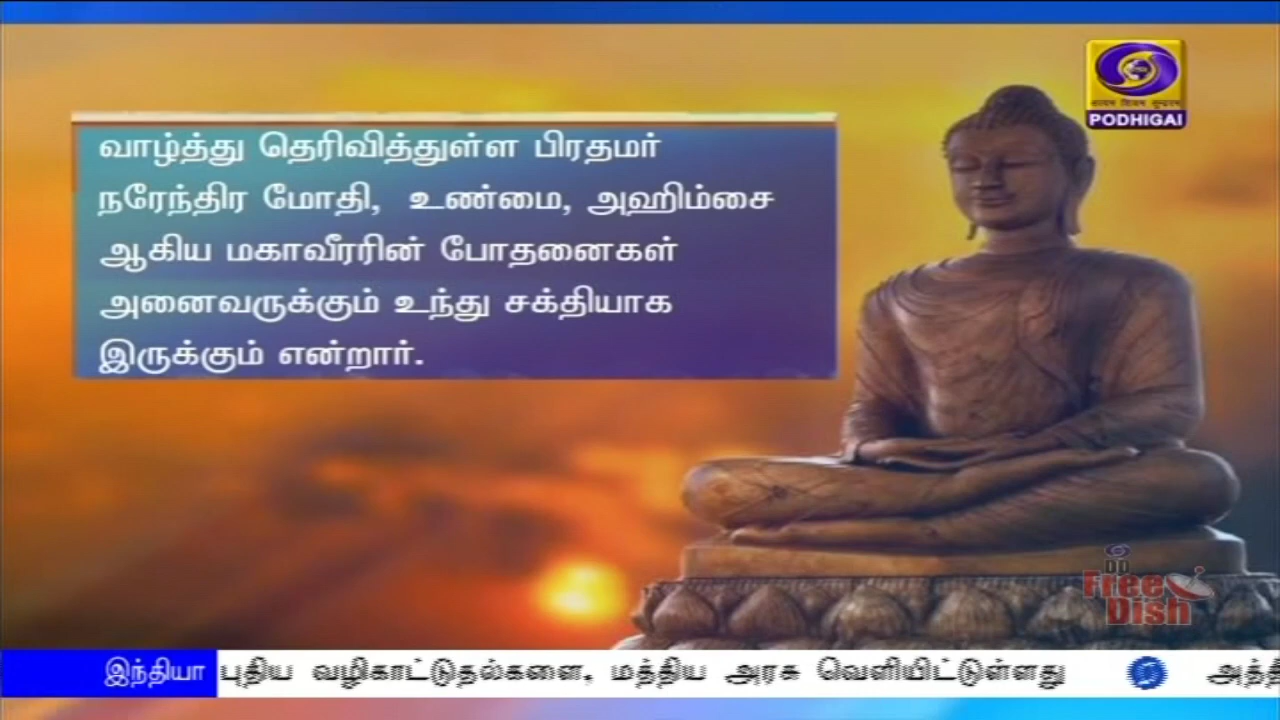 PODHIGAI
வாழ்த்து தெரிவித்துள்ள பிரதமர்
நரேந்திர மோதி, உண்மை, அஹிம்சை
ஆகிய மகாவீரரின் போதனைகள்
அனைவருக்கும் உந்து சக்தியாக
இருக்கும் என்றார்.
DD
Free
Dish
இந்தியா புதிய வழிகாட்டுதல்களை, மத்திய அரசு வெளியிட்டுள்ளது